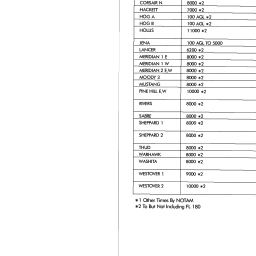 CORSAIR N 8000 *2
HACKETT 7000 *2
HOG A 100 AGL *2
HOG B 100 AGL *2
HOLLIS 11000 *2
JENA 100 AGL TO 5000
LANCER 6200 *2
MERIDIAN 1 E 8000 *2
MERIDIAN 1 W 8000 *2
MERIDIAN 2 E,W 8000 *2
MOODY 3 8000 *2
MUSTANG 8000 *2
PINE HILL E,W 10000 *2
RIVERS 8000 *2
SABRE 8000 *2
SHEPPARD 1 8000 *2
SHEPPARD 2 8000 *2
THUD 8000 *2
WARHAWK 8000 *2
WASHITA 8000 *2
WESTOVER 1 9000 *2
WESTOVER 2 10000 *2
*1 Other Times By NOTAM
*2 To But Not Including FL 180